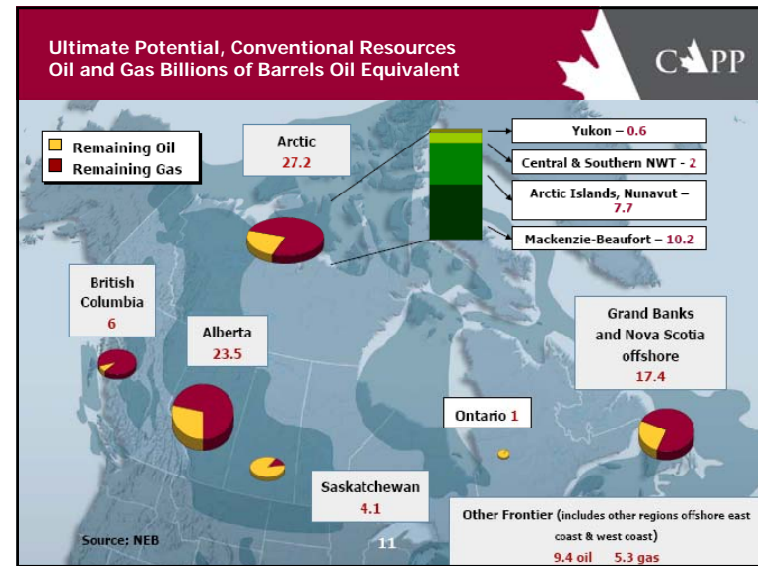 Ultimate Potential, Conventional Resources
Oil and Gas Billions of Barrels Oil Equivalent
CAPP
Remaining Oil
Remaining Gas
Arctic
27.2
Yukon – 0.6
Central & Southern NWT - 2
Arctic Islands, Nunavut –
7.7
Mackenzie-Beaufort – 10.2
British
Columbia
6
Alberta
23.5
Grand Banks
and Nova Scotia
offshore
17.4
Ontario 1
Saskatchewan
4.1
Other Frontier (includes other regions offshore east
coast & west coast)
9.4 oil 5.3 gas
Source: NEB
11